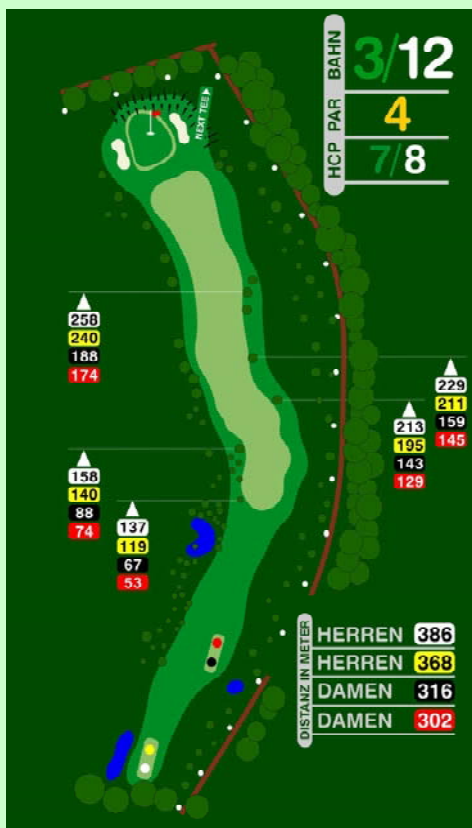 BAHN 3/12
PAR 4
HCP 7/8
NEXT TEE
258
240
188
174
229
211
159
145
213
195
143
129
158
140
88
74
137
119
67
53
DISTANZ IN METER
HERREN 386
HERREN 368
DAMEN 316
DAMEN 302